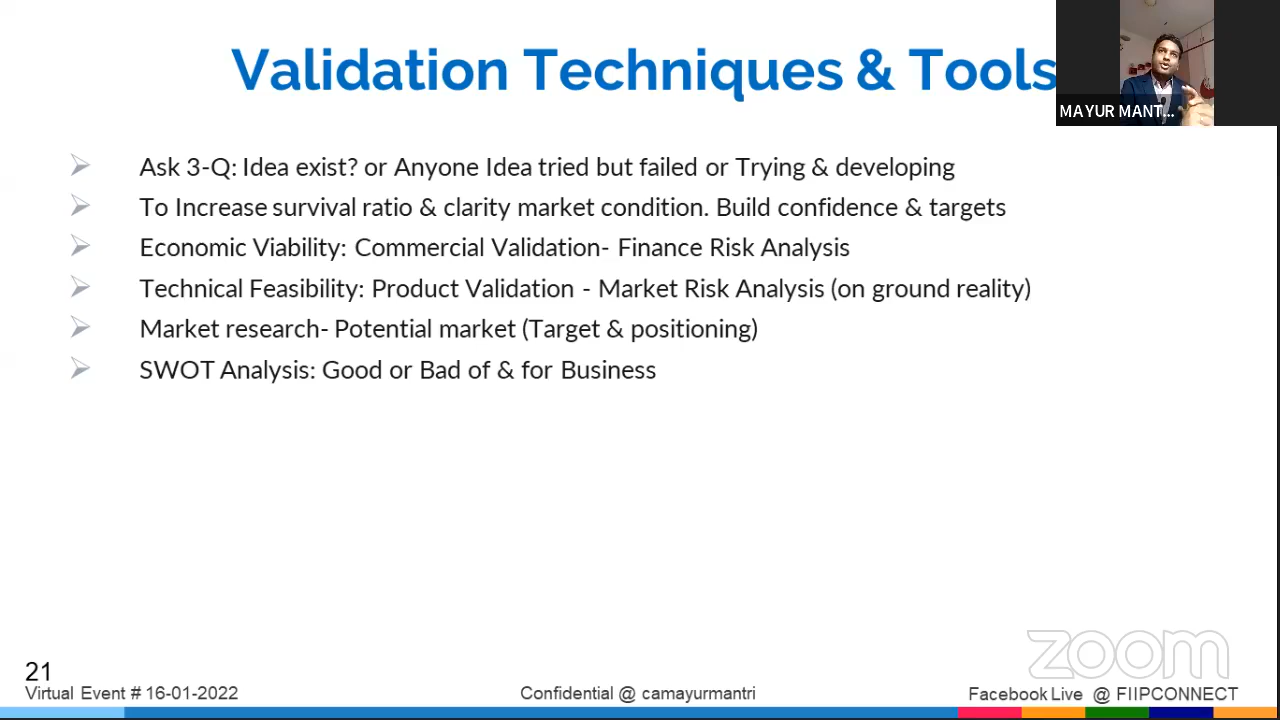 Validation Techniques & Tools
MAYUR MANT...
Ask 3-Q: Idea exist? or Anyone Idea tried but failed or Trying & developing
To Increase survival ratio & clarity market condition. Build confidence & targets
Economic Viability: Commercial Validation- Finance Risk Analysis
Technical Feasibility: Product Validation - Market Risk Analysis (on ground reality)
Market research- Potential market (Target & positioning)
SWOT Analysis: Good or Bad of & for Business
zoom
21
Virtual Event # 16-01-2022
Confidential @ camayurmantri
Facebook Live @ FIIPCONNECT